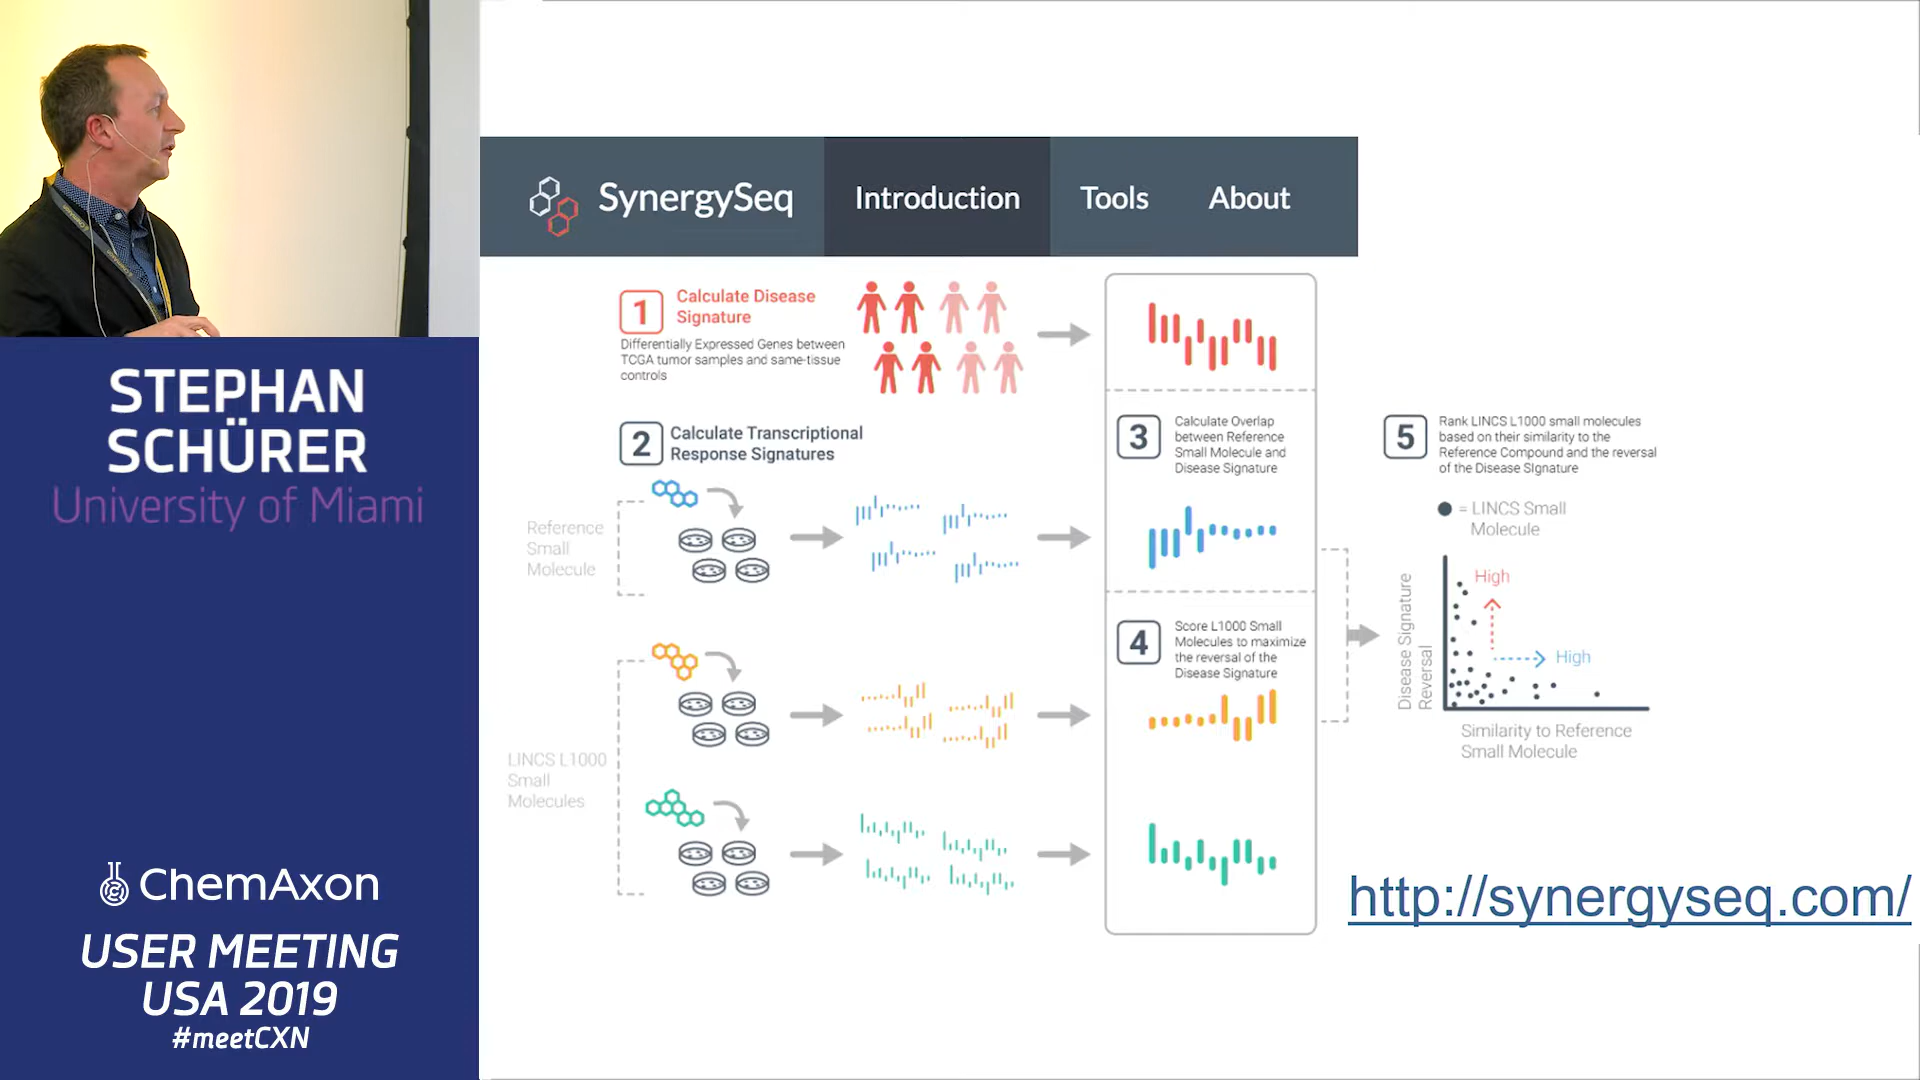 STEPHAN
SCHÜRER
University of Miami
ChemAxon
USER MEETING
USA 2019
#meetCXN
SynergySeq
Introduction
Tools
About
1
Calculate Disease
Signature
Differentially Expressed Genes between
TCGA tumor samples and same-tissue
controls
2
Calculate Transcriptional
Response Signatures
Reference
Small
Molecule
LINCS L1000
Small
Molecules
3
Calculate Overlap
between Reference
Small Molecule and
Disease Signature
4
Score L1000 Small
Molecules to maximize
the reversal of the
Disease Signature
5
Rank LINCS L1000 small molecules
based on their similarity to the
Reference Compound and the reversal
of the Disease SIgnature
= LINCS Small
Molecule
High
High
Disease Signature
Reversal
Similarity to Reference
Small Molecule
http://synergyseq.com/